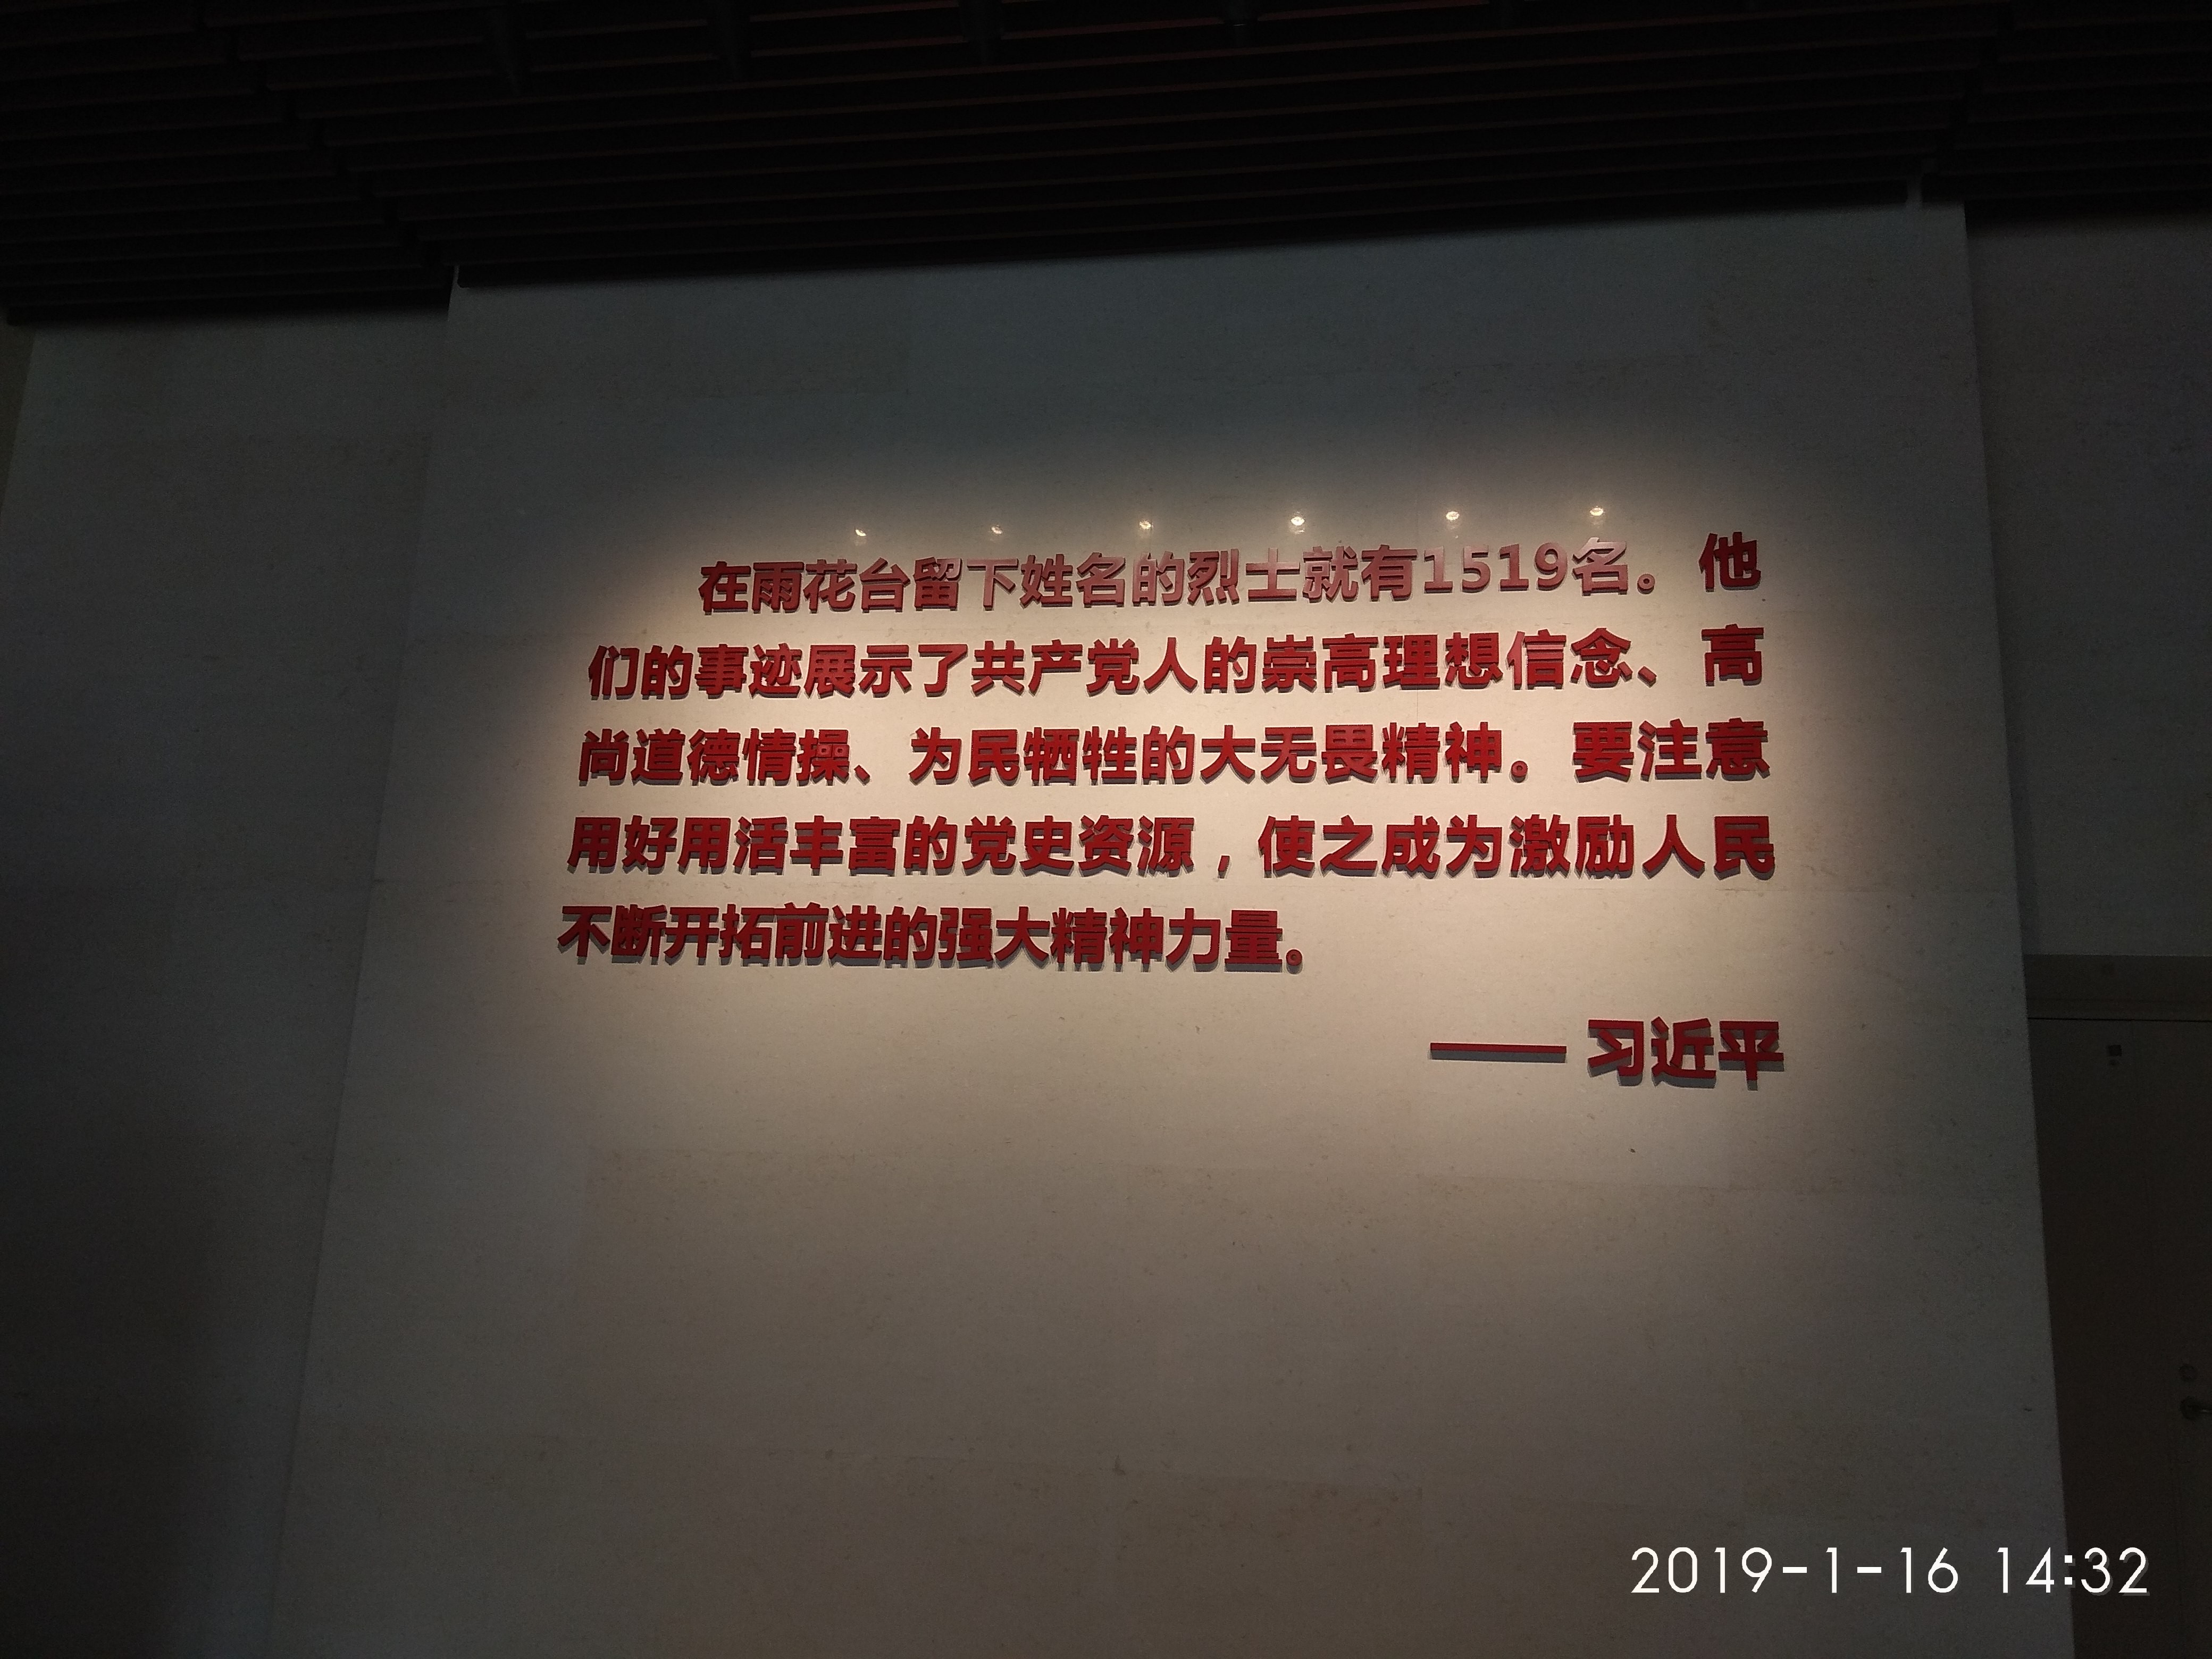 在雨花台留下姓名的烈士就有1519名。他
们的事迹展示了共产党人的崇高理想信念、高
尚道德情操、为民牺牲的大无畏精神。要注意
用好用活丰富的党史资源，使之成为激励人民
不断开拓前进的强大精神力量。
—— 习近平
2019-1-16 14:32